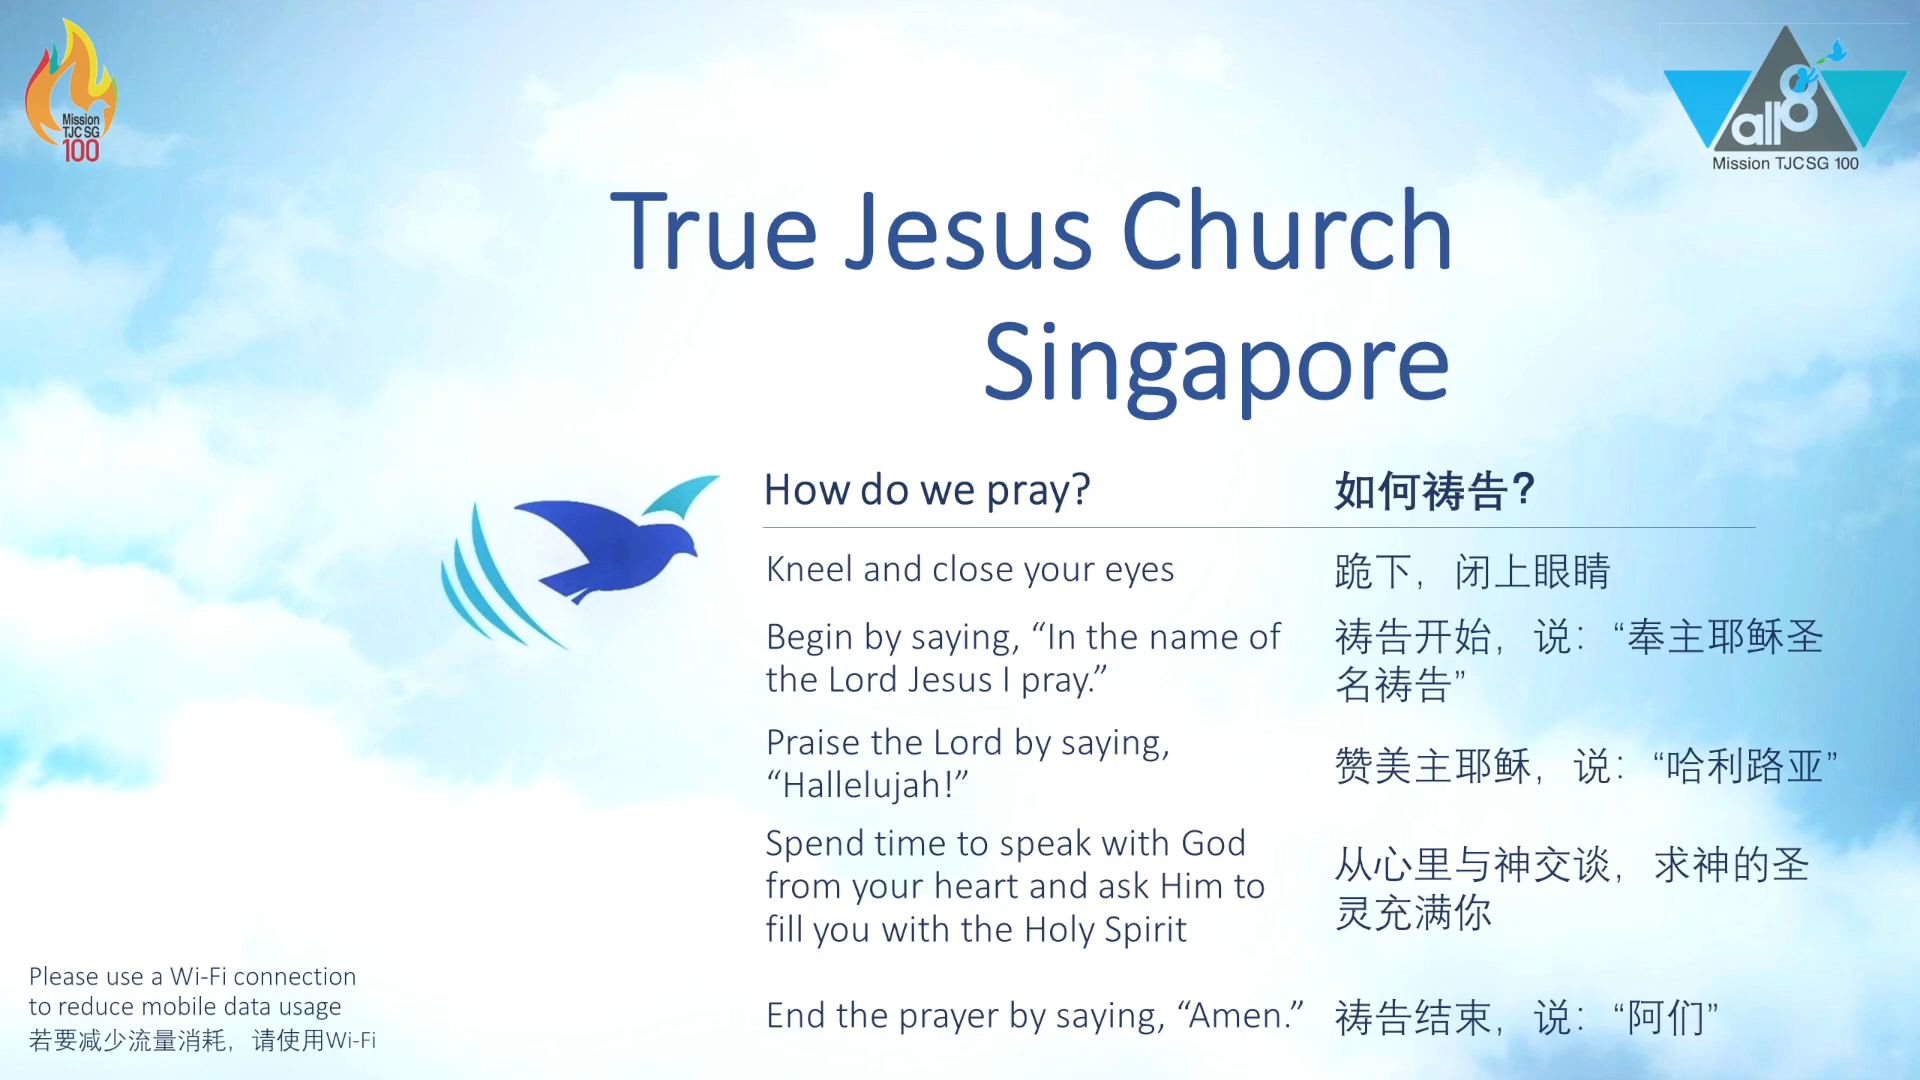 Mission
TJC SG
100
all8
Mission TJCSG 100
True Jesus Church
Singapore
How do we pray?
如何祷告?
Kneel and close your eyes
跪下，闭上眼睛
Begin by saying, “In the name of
the Lord Jesus I pray.”
祷告开始，说：“奉主耶稣圣
名祷告”
Praise the Lord by saying,
“Hallelujah!”
赞美主耶稣，说：“哈利路亚”
Spend time to speak with God
from your heart and ask Him to
fill you with the Holy Spirit
从心里与神交谈，求神的圣
灵充满你
End the prayer by saying, “Amen.”
祷告结束，说：“阿们”
Please use a Wi-Fi connection
to reduce mobile data usage
若要减少流量消耗，请使用Wi-Fi